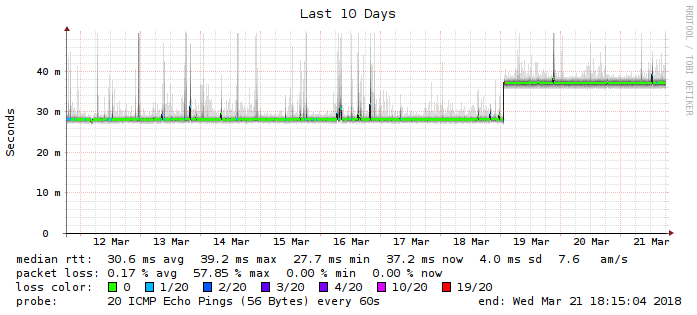 Last 10 Days
RRDTOOL / TOBI OETIKER
Seconds
40 m
30 m
20 m
10 m
0
12 Mar 13 Mar 14 Mar 15 Mar 16 Mar 17 Mar 18 Mar 19 Mar 20 Mar 21 Mar
median rtt: 30.6 ms avg 39.2 ms max 27.7 ms min 37.2 ms now 4.0 ms sd 7.6 am/s
packet loss: 0.17 % avg 57.85 % max 0.00 % min 0.00 % now
loss color: 0 1/20 2/20 3/20 4/20 10/20 19/20
probe: 20 ICMP Echo Pings (56 Bytes) every 60s end: Wed Mar 21 18:15:04 2018